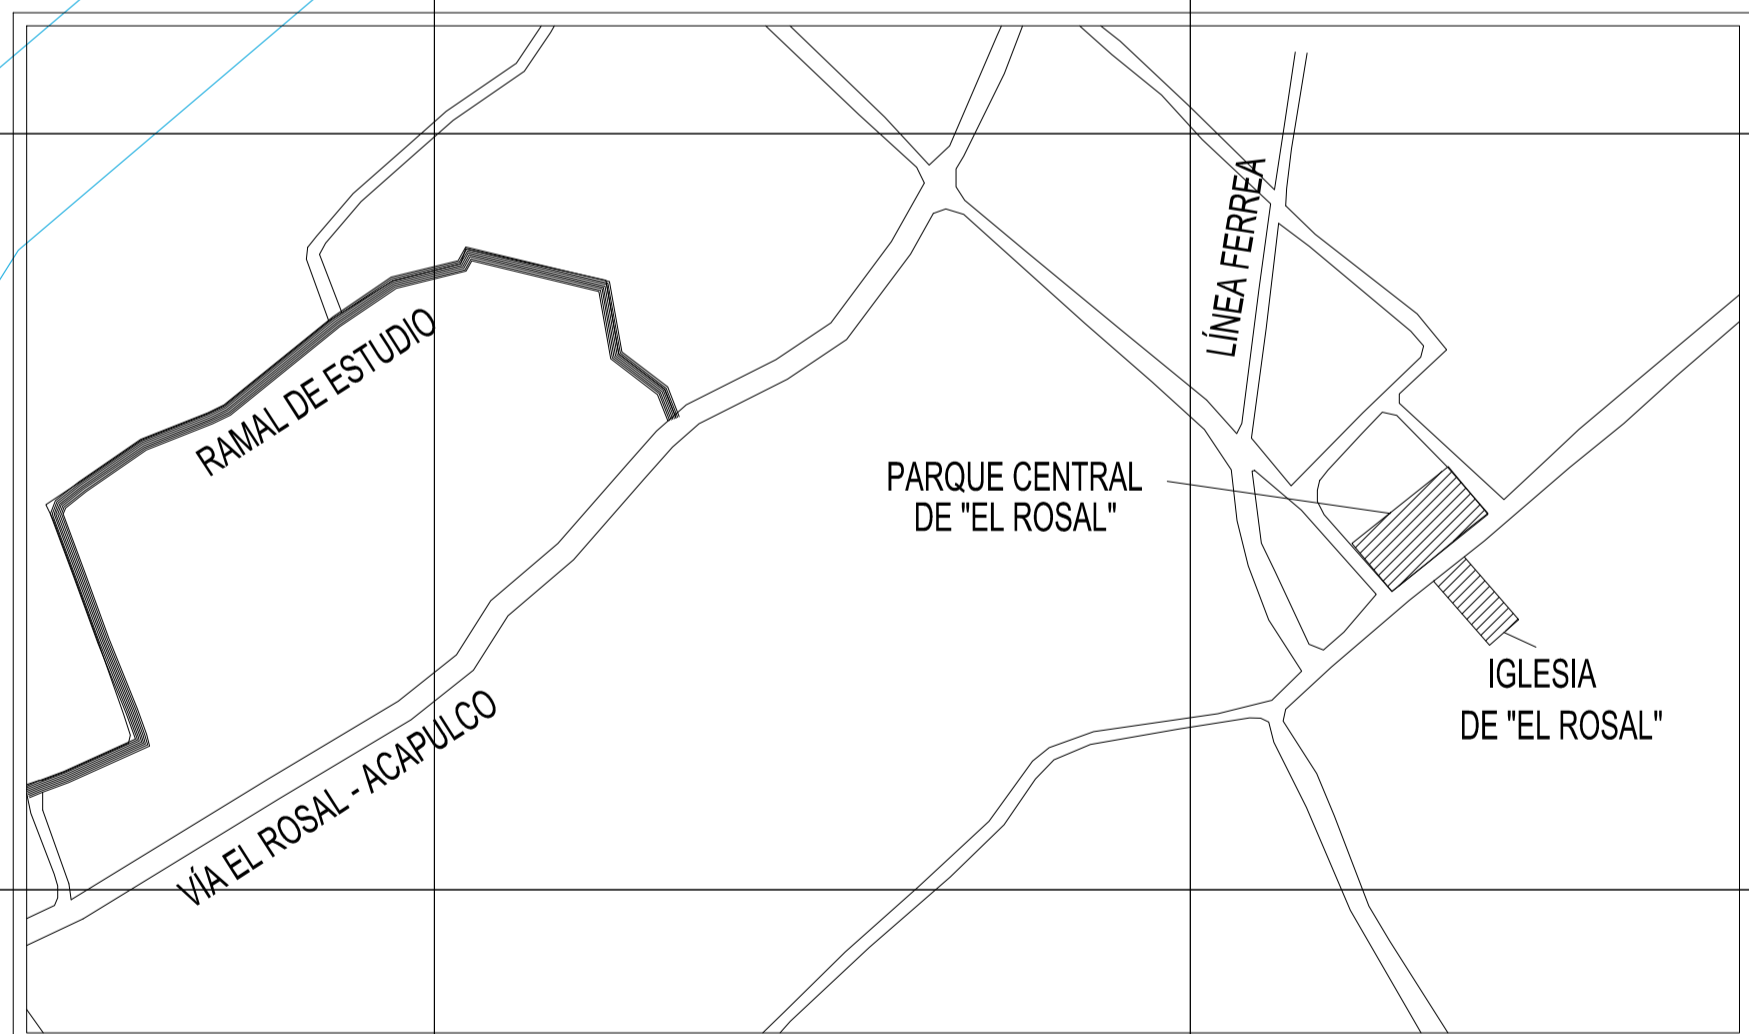 LÍNEA FERREA
RAMAL DE ESTUDIO
PARQUE CENTRAL
DE "EL ROSAL"
IGLESIA
DE "EL ROSAL"
VÍA EL ROSAL - ACAPULCO